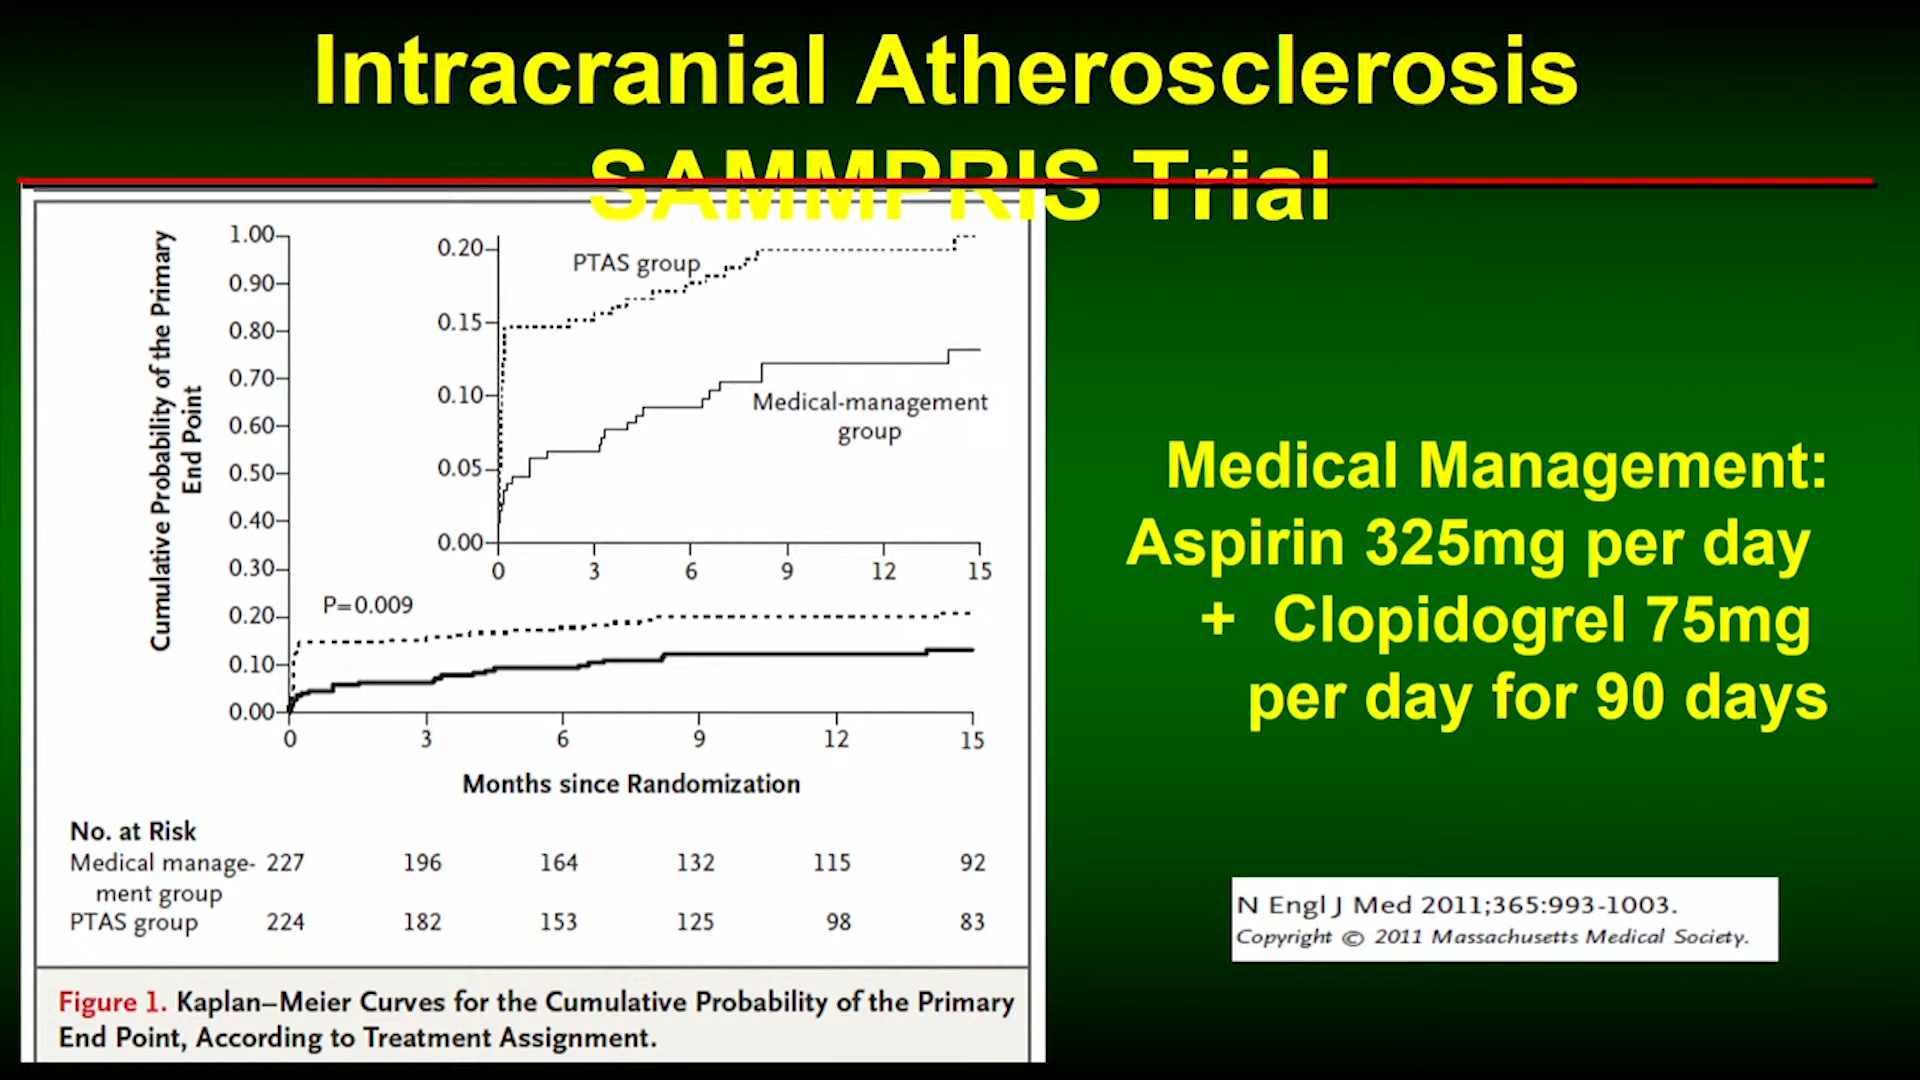 Intracranial Atherosclerosis
SAMMPRIS Trial
Cumulative Probability of the Primary
End Point
1.00
0.90
0.80
0.70
0.60
0.50
0.40
0.30
0.20
0.10
0.00
0 3 6 9 12 15
P=0.009
0.20
0.15
0.10
0.05
0.00
0 3 6 9 12 15
PTAS group
Medical-management
group
Months since Randomization
No. at Risk
Medical manage- 227 196 164 132 115 92
ment group
PTAS group 224 182 153 125 98 83
Figure 1. Kaplan–Meier Curves for the Cumulative Probability of the Primary
End Point, According to Treatment Assignment.
Medical Management:
Aspirin 325mg per day
+ Clopidogrel 75mg
per day for 90 days
N Engl J Med 2011;365:993-1003.
Copyright © 2011 Massachusetts Medical Society.